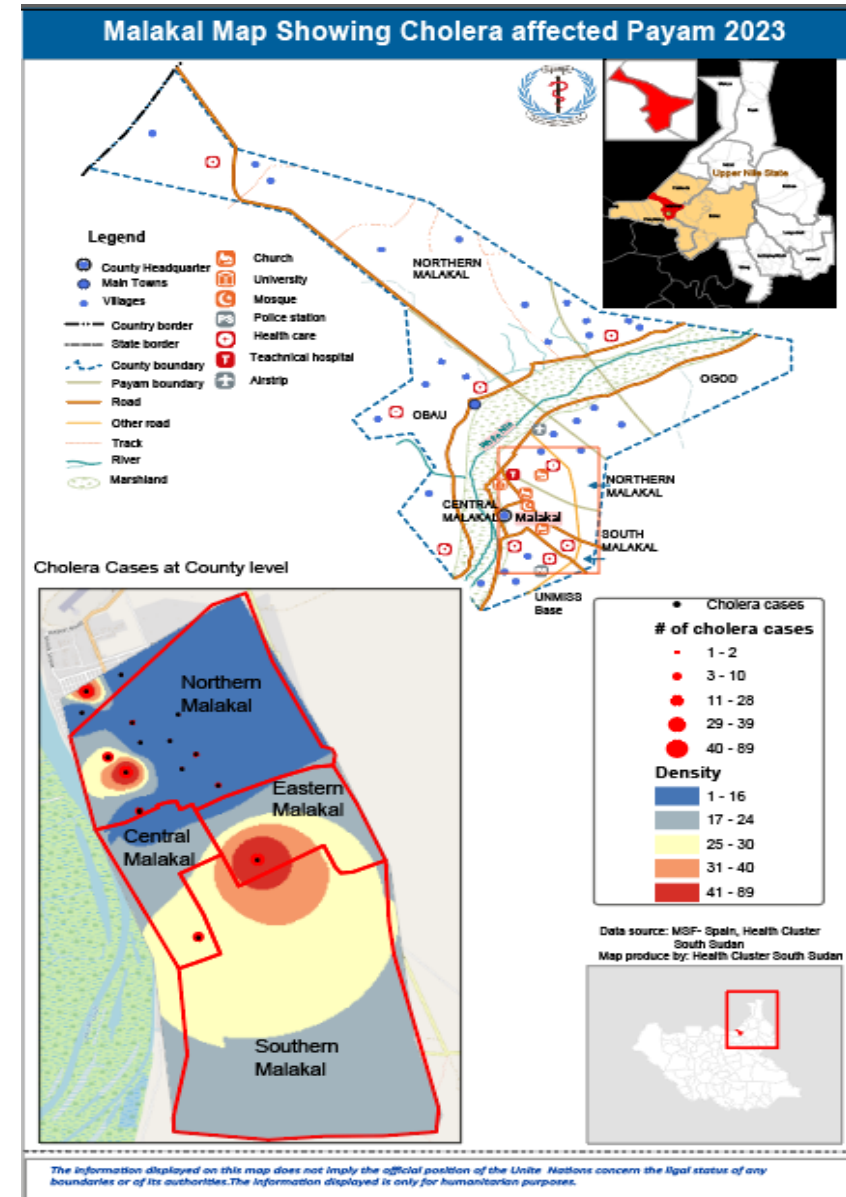 Malakal Map Showing Cholera affected Payam 2023
Upper Nile State
Legend
County Headquarter
Main Towns
Villages
Country border
State border
County boundary
Payam boundary
Road
Other road
Track
River
Marshland
Church
University
Mosque
PS
Police station
Health care
T
Teachnical hospital
Airstrip
NORTHERN
MALAKAL
OGOD
OBAU
NORTHERN
MALAKAL
CENTRAL
MALAKAL
Malakal
SOUTH
MALAKAL
UNMISS
Base
Cholera Cases at County level
Northern
Malakal
Eastern
Malakal
Central
Malakal
Southern
Malakal
Cholera cases
# of cholera cases
1 - 2
3 - 10
11 - 28
29 - 39
40 - 89
Density
1 - 16
17 - 24
25 - 30
31 - 40
41 - 89
Data source: MSF- Spain, Health Cluster
South Sudan
Map produce by: Health Cluster South Sudan
The information displayed on this map does not imply the official position of the Unite Nations concern the ligal status of any
boundaries or of its authorities.The information displayed is only for humanitarian purposes.